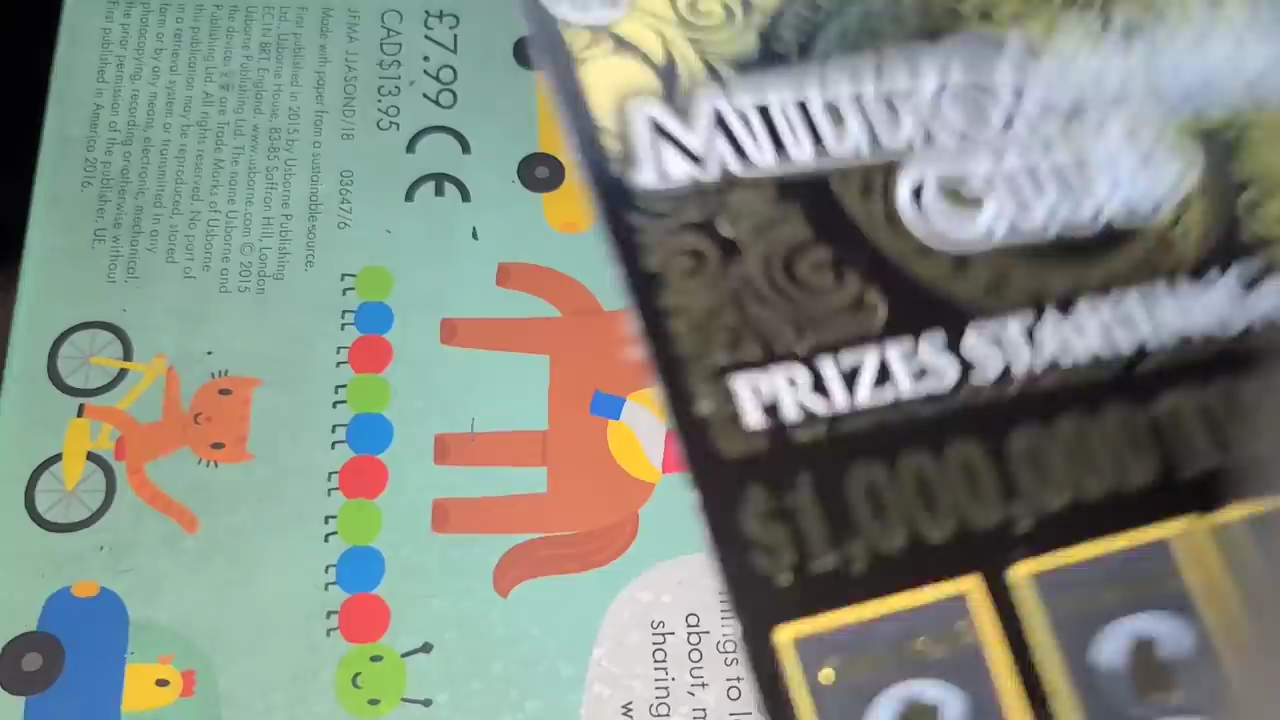 £7.99 CE
CAD$13.95
JFMA JJASOND/18 03647/6
Made with paper from a sustainable source.
First published in 2015 by Usborne Publishing
Ltd, Usborne House, 83-85 Saffron Hill, London
EC1N 8RT, England. www.usborne.com © 2015
Usborne Publishing Ltd. The name Usborne and
the devices are Trade Marks of Usborne
Publishing Ltd. All rights reserved. No part of
this publication may be reproduced, stored
in a retrieval system or transmitted in any
form or by any means, electronic, mechanical,
photocopying, recording or otherwise without
the prior permission of the publisher, UE.
First published in America 2016.
about,
sharing
PRIZES STARTING
$1,000,000